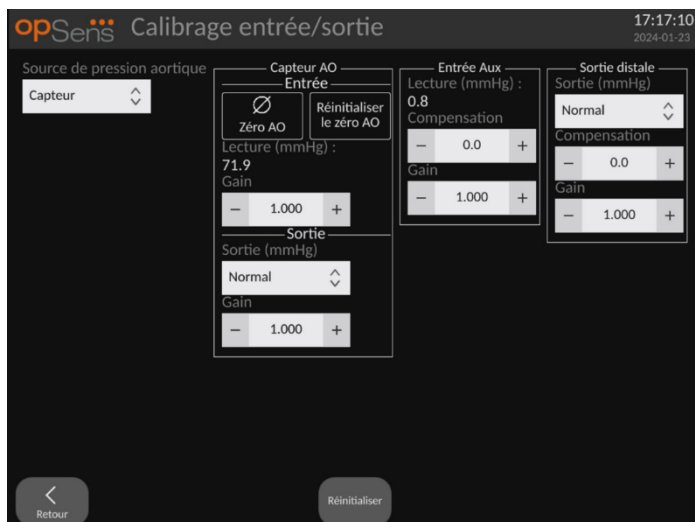 opSens Calibrage entrée/sortie
17:17:10
2024-01-23
Source de pression aortique
Capteur
Capteur AO
Entrée
Zéro AO
Réinitialiser
le zéro AO
Lecture (mmHg) :
71.9
Gain
− 1.000 +
Sortie
Sortie (mmHg)
Normal
Gain
− 1.000 +
Entrée Aux
Lecture (mmHg) :
0.8
Compensation
− 0.0 +
Gain
− 1.000 +
Sortie distale
Sortie (mmHg)
Normal
Compensation
− 0.0 +
Gain
− 1.000 +
Retour
Réinitialiser